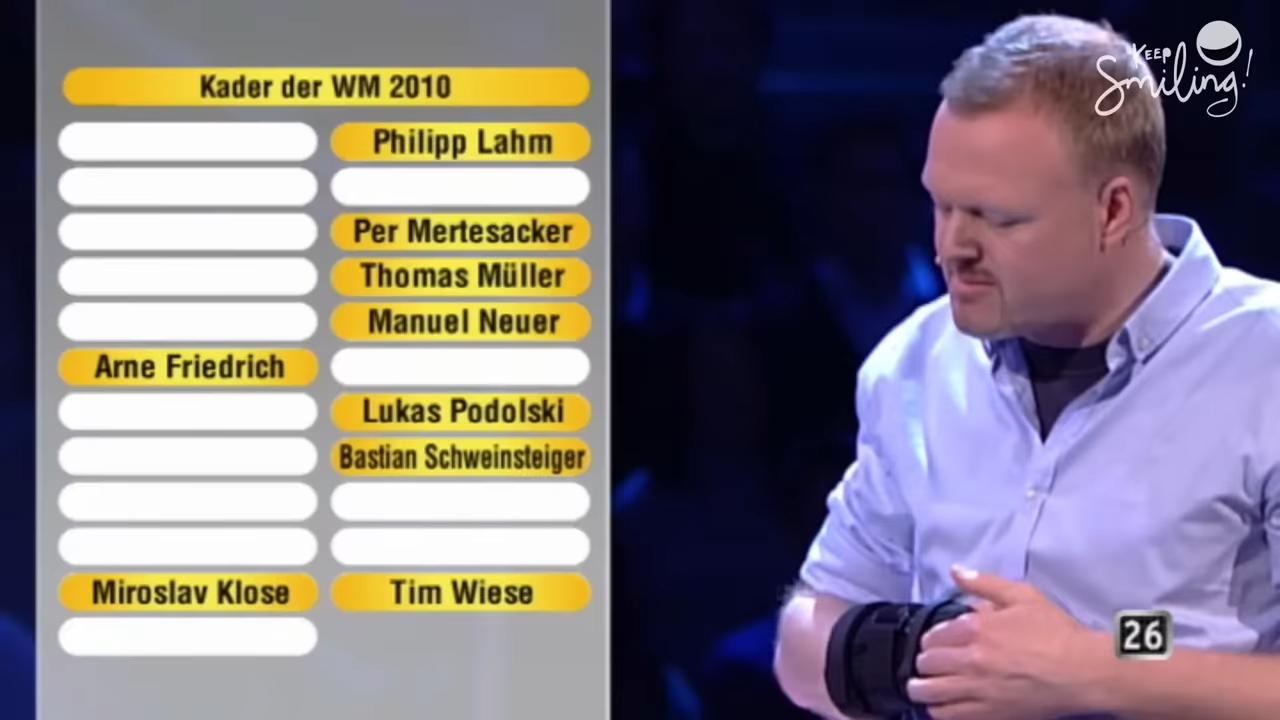 KEEP
Smiling!
Kader der WM 2010
Philipp Lahm
Per Mertesacker
Thomas Müller
Manuel Neuer
Arne Friedrich
Lukas Podolski
Bastian Schweinsteiger
Miroslav Klose
Tim Wiese
26